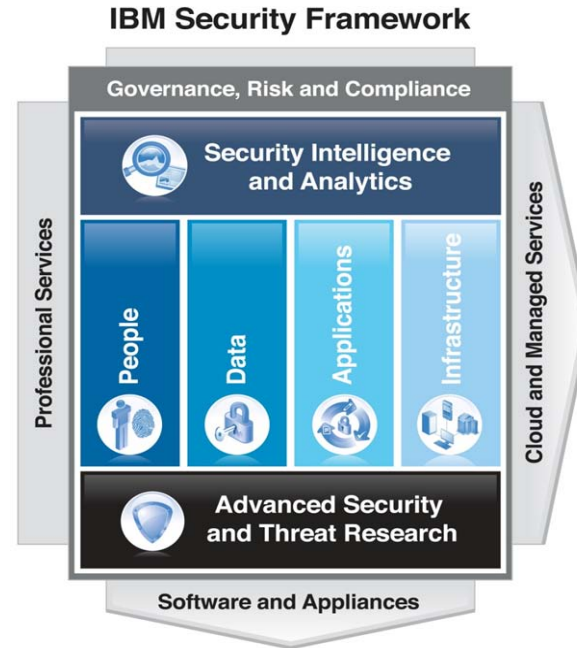 IBM Security Framework
Governance, Risk and Compliance
Security Intelligence
and Analytics
Professional Services
People
Data
Applications
Infrastructure
Cloud and Managed Services
Advanced Security
and Threat Research
Software and Appliances